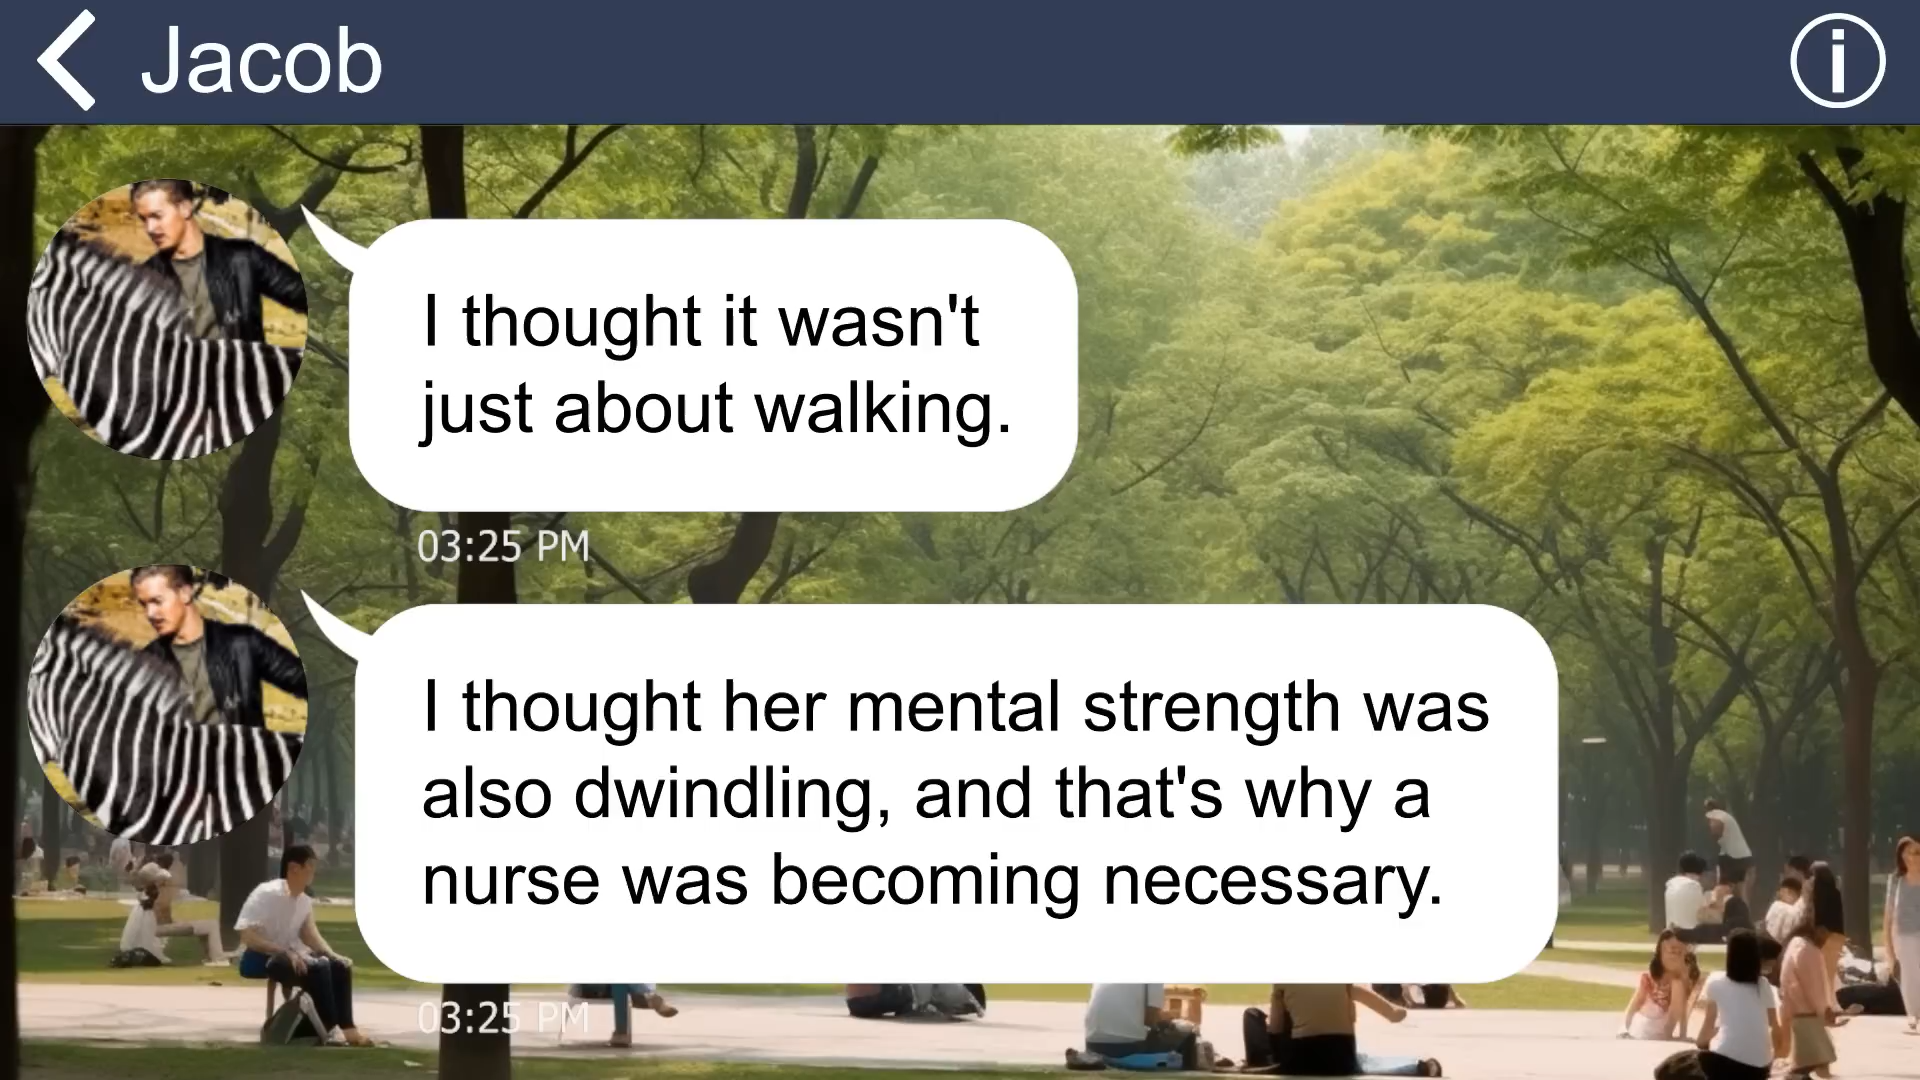 Jacob
I thought it wasn't
just about walking.
03:25 PM
I thought her mental strength was
also dwindling, and that's why a
nurse was becoming necessary.
03:25 PM